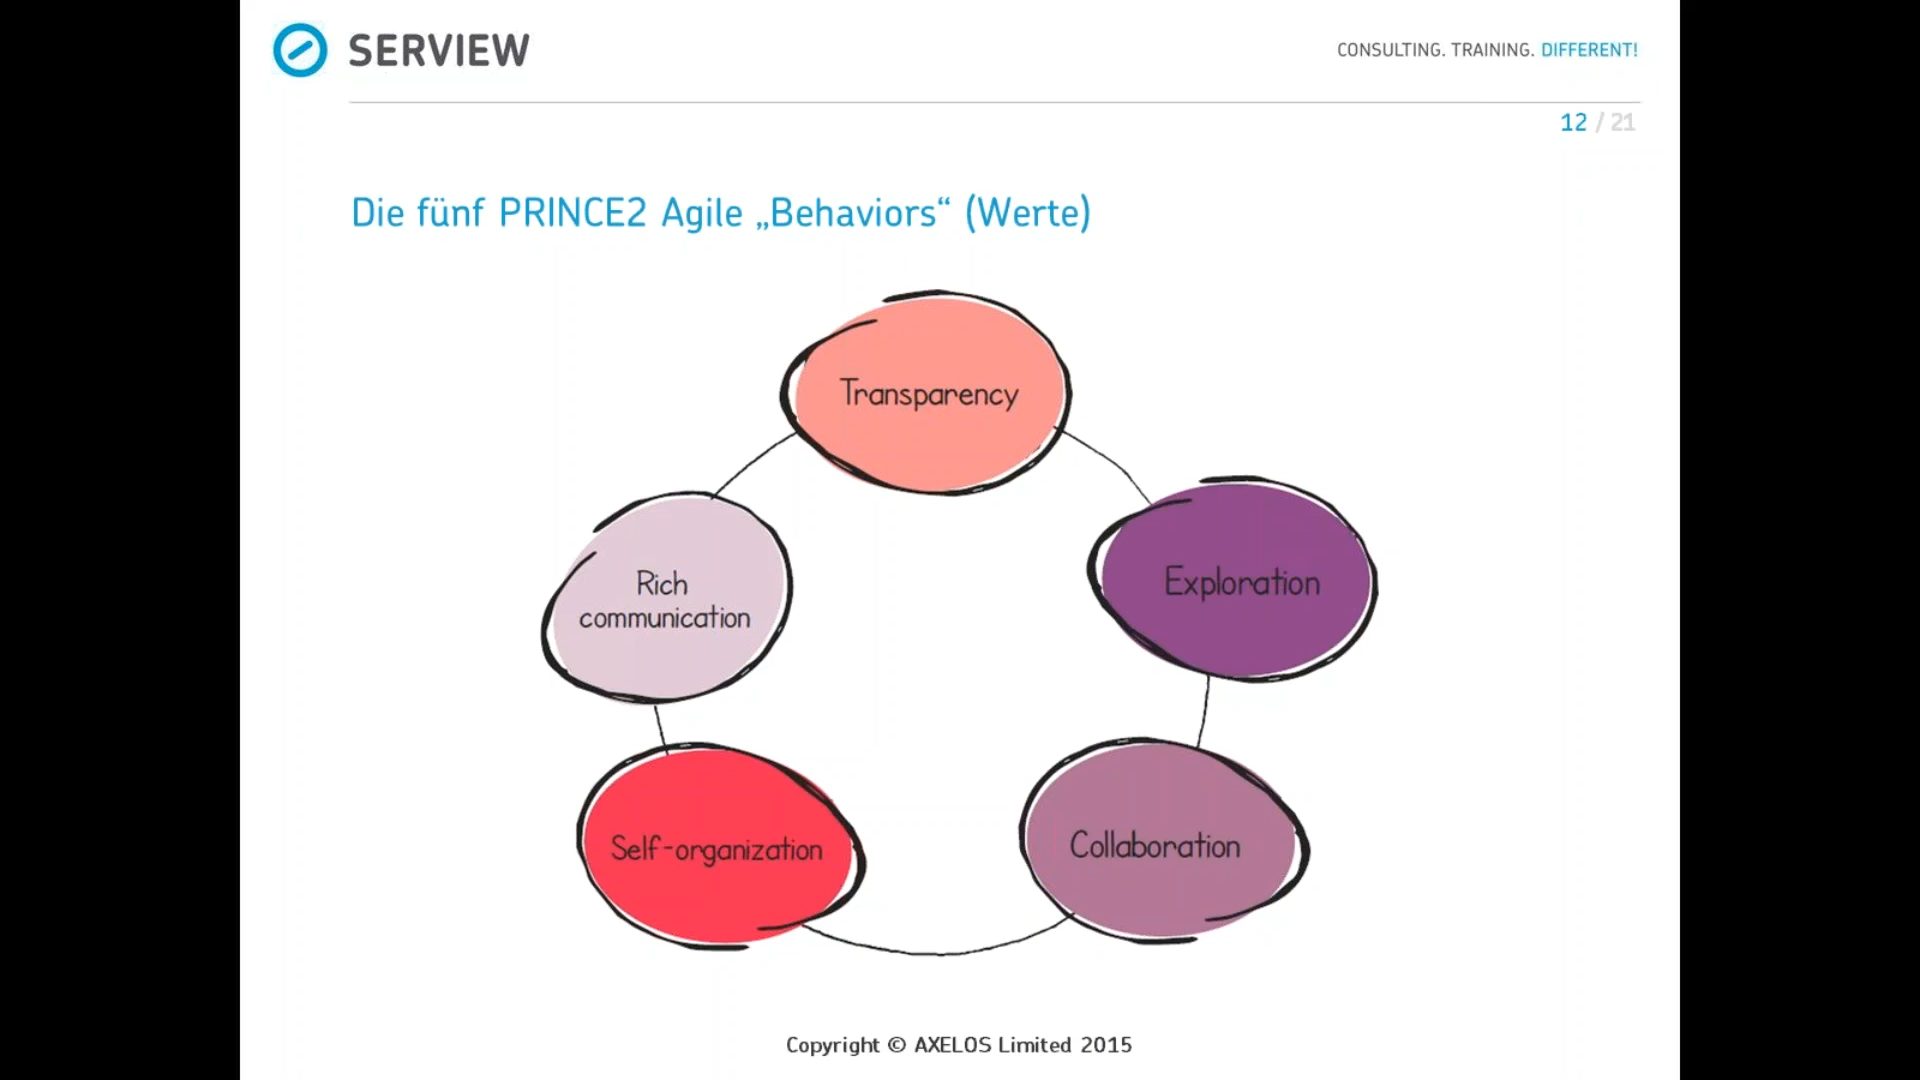 SERVIEW
CONSULTING. TRAINING. DIFFERENT!
12 / 21
Die fünf PRINCE2 Agile „Behaviors“ (Werte)
Transparency
Exploration
Rich
communication
Collaboration
Self-organization
Copyright © AXELOS Limited 2015